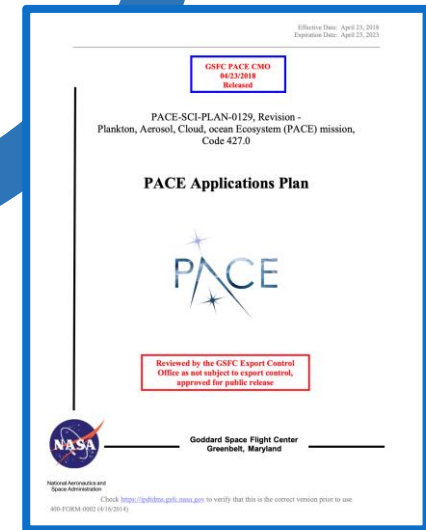 Effective Date: April 23, 2018
Expiration Date: April 23, 2023
GSFC PACE CMO
04/23/2018
Released
PACE-SCI-PLAN-0129, Revision -
Plankton, Aerosol, Cloud, ocean Ecosystem (PACE) mission,
Code 427.0
PACE Applications Plan
PACE
Reviewed by the GSFC Export Control
Office as not subject to export control,
approved for public release
NASA
Goddard Space Flight Center
Greenbelt, Maryland
National Aeronautics and
Space Administration
Check https://ipdtdms.gsfc.nasa.gov to verify that this is the correct version prior to use
400-FORM-0002 (4/16/2014)